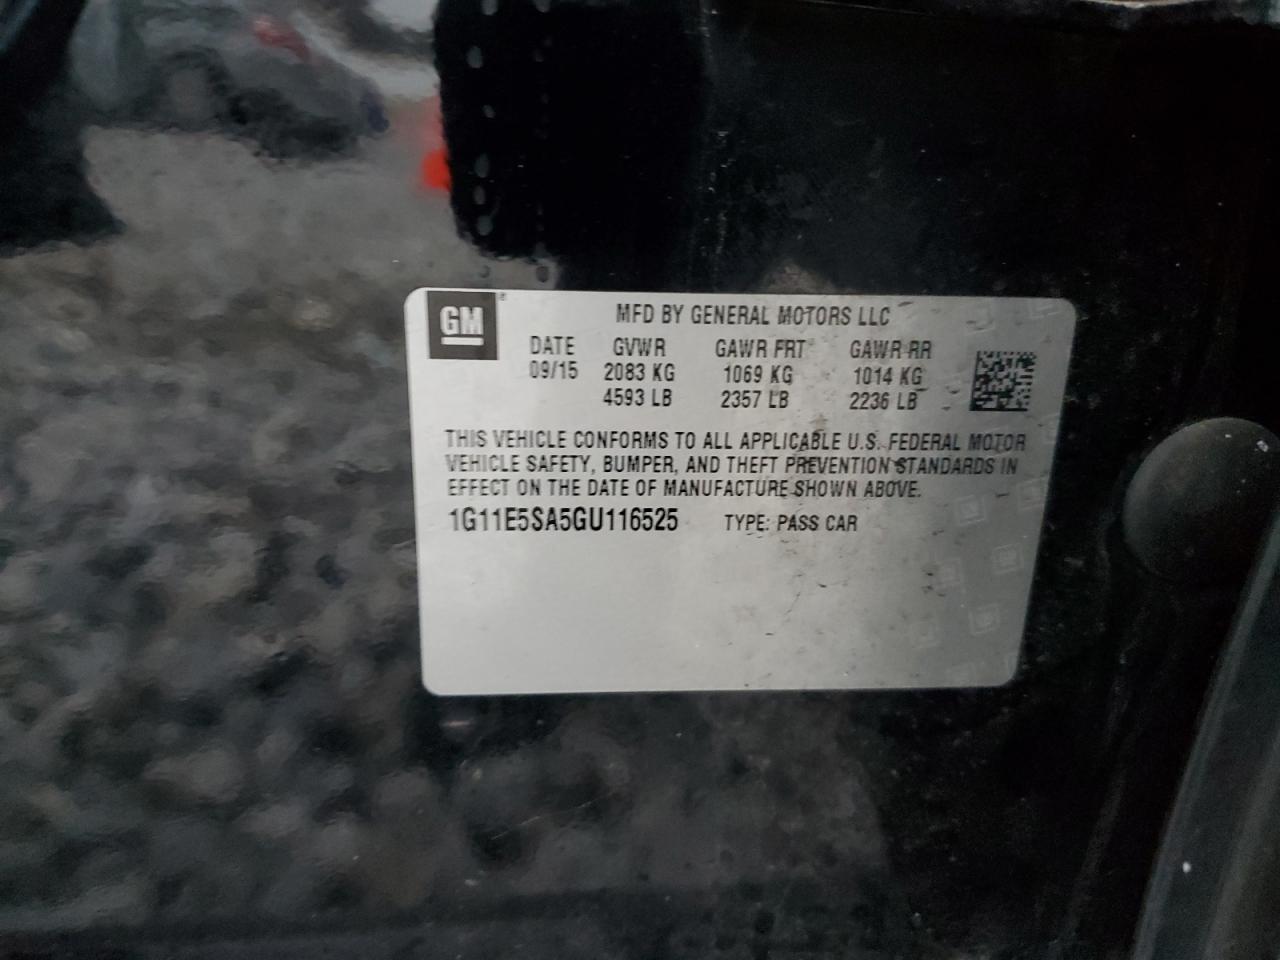 GM
MFD BY GENERAL MOTORS LLC
DATE GVWR GAWR FRT GAWR RR
09/15 2083 KG 1069 KG 1014 KG
4593 LB 2357 LB 2236 LB
THIS VEHICLE CONFORMS TO ALL APPLICABLE U.S. FEDERAL MOTOR
VEHICLE SAFETY, BUMPER, AND THEFT PREVENTION STANDARDS IN
EFFECT ON THE DATE OF MANUFACTURE SHOWN ABOVE.
1G11E5SA5GU116525 TYPE: PASS CAR